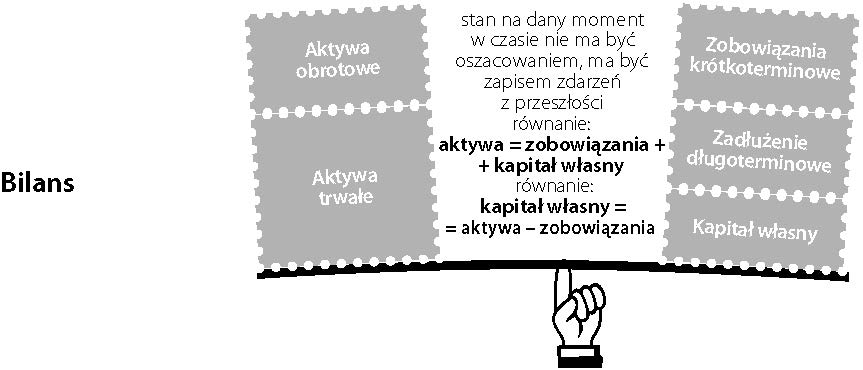 Bilans
Aktywa
obrotowe
Aktywa
trwałe
stan na dany moment
w czasie nie ma być
oszacowaniem, ma być
zapisem zdarzeń
z przeszłości
równanie:
aktywa = zobowiązania +
+ kapitał własny
równanie:
kapitał własny =
= aktywa – zobowiązania
Zobowiązania
krótkoterminowe
Zadłużenie
długoterminowe
Kapitał własny